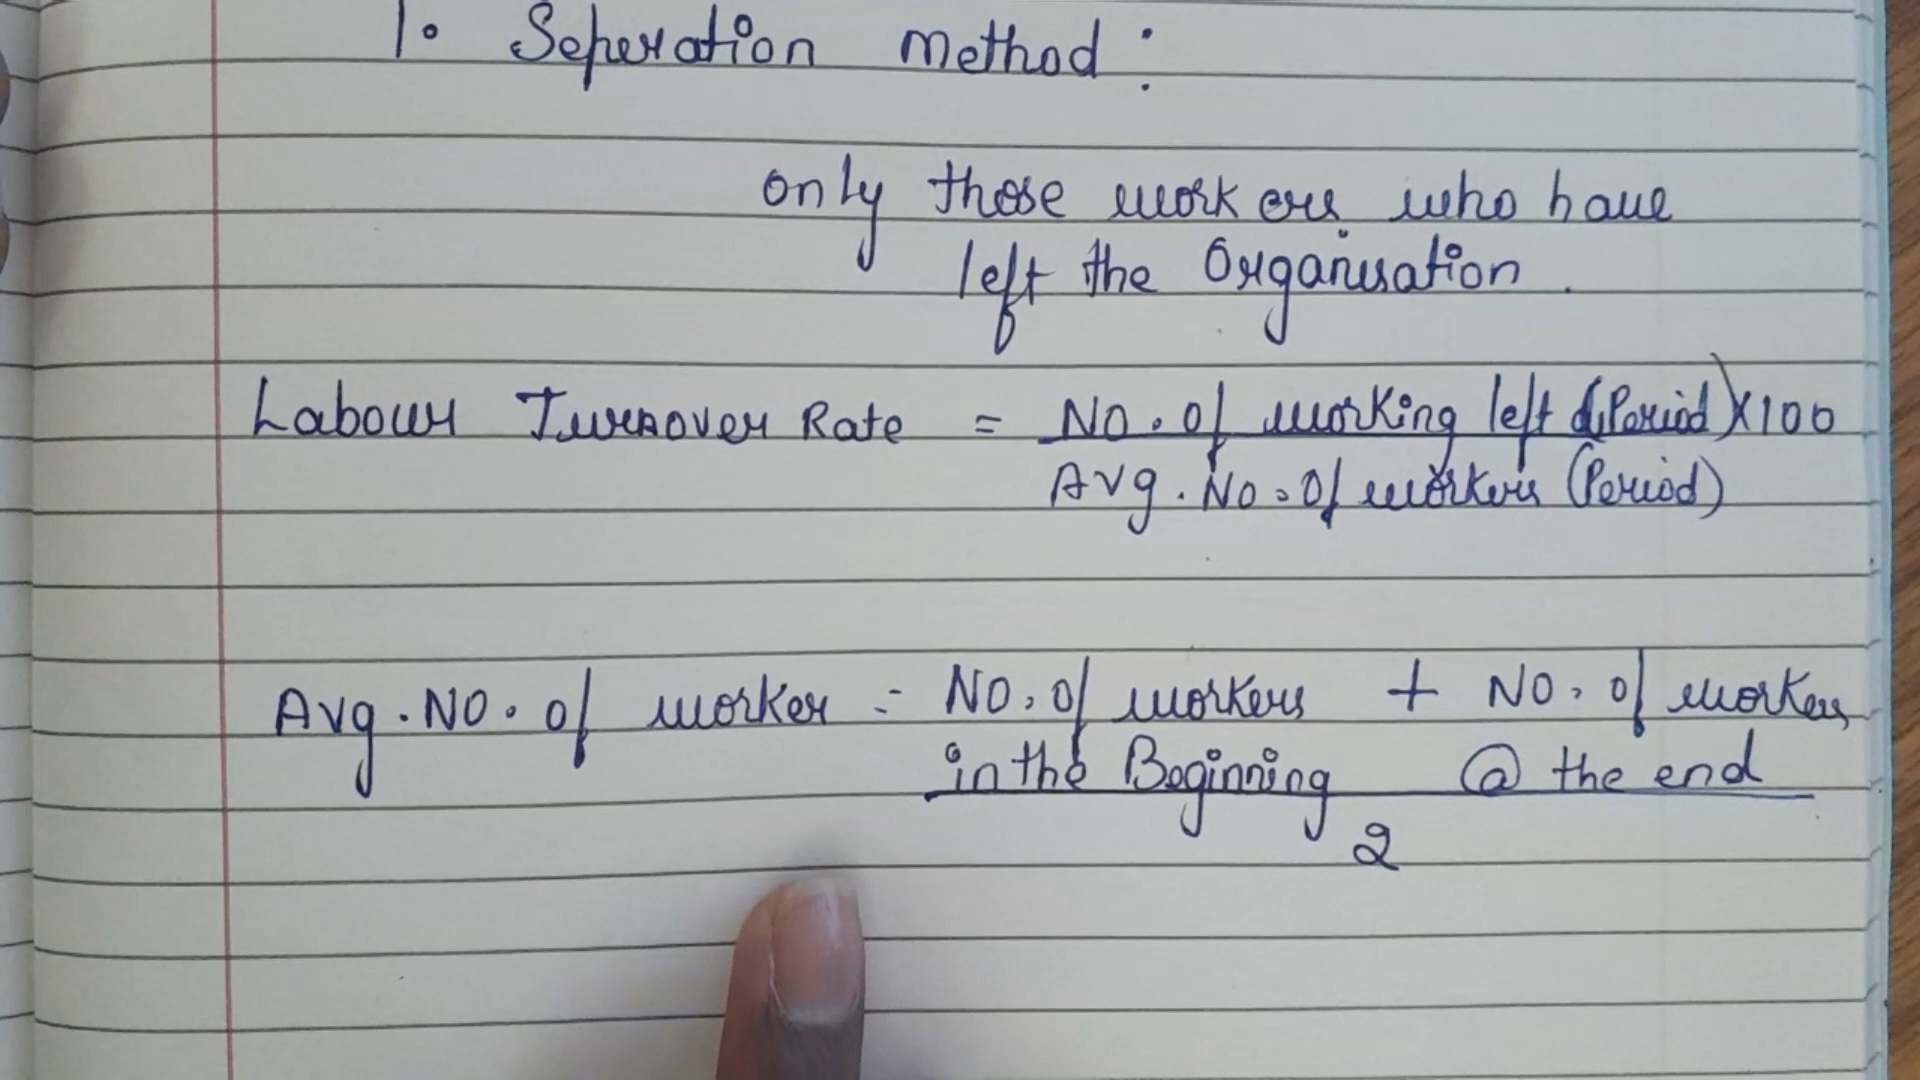 1. Seperation Method :
only those workers who have
left the Organisation.
Labour Turnover Rate = No. of working left (Period) X 100
Avg. No. of workers (Period)
Avg. No. of worker = No. of workers + No. of workers
in the Beginning @ the end
2